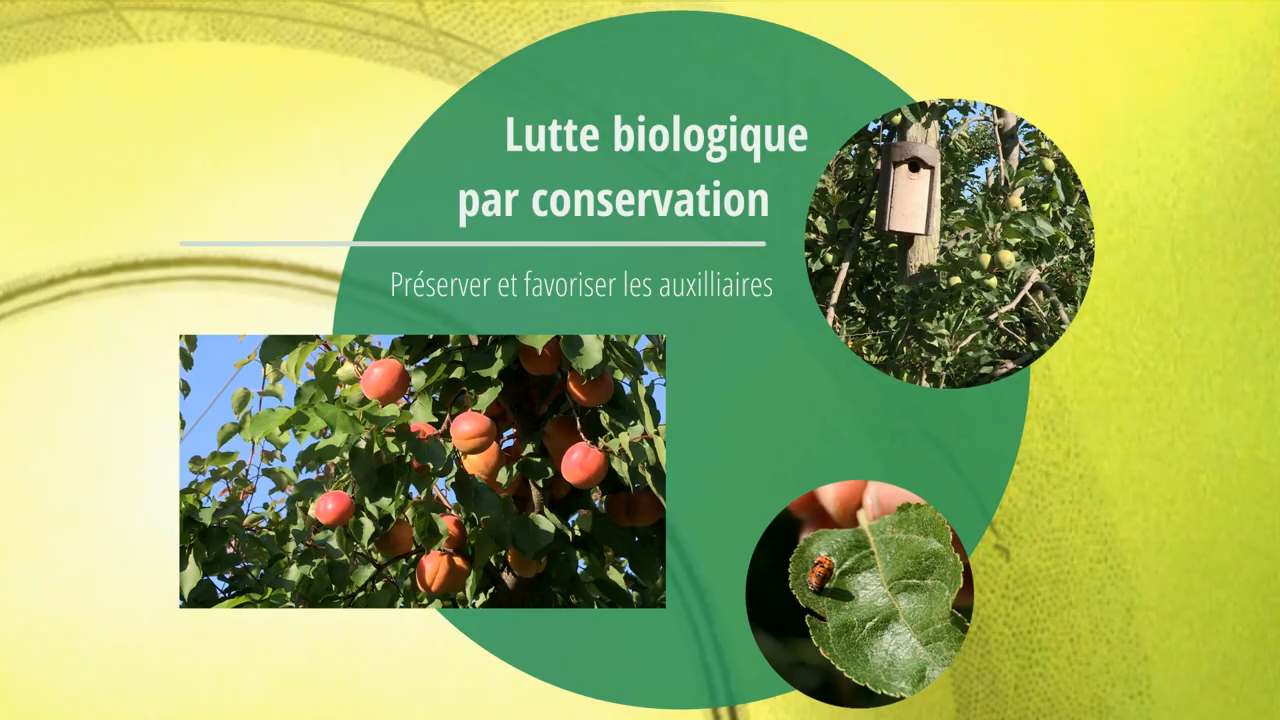 Lutte biologique
par conservation
Préserver et favoriser les auxilliaires